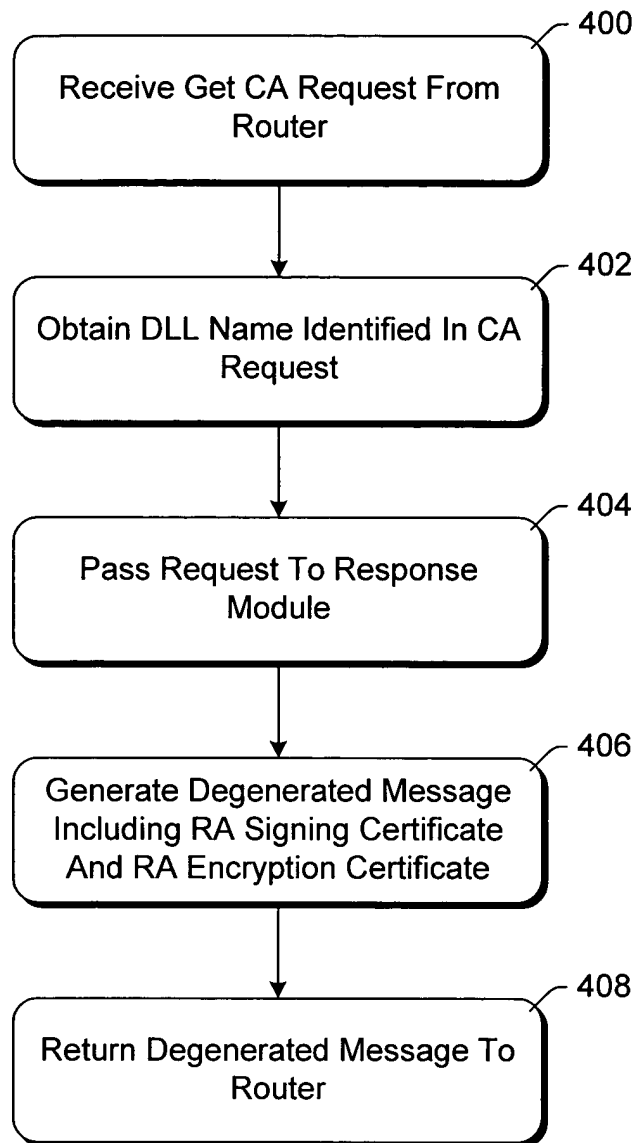 400
Receive Get CA Request From
Router
402
Obtain DLL Name Identified In CA
Request
404
Pass Request To Response
Module
406
Generate Degenerated Message
Including RA Signing Certificate
And RA Encryption Certificate
408
Return Degenerated Message To
Router